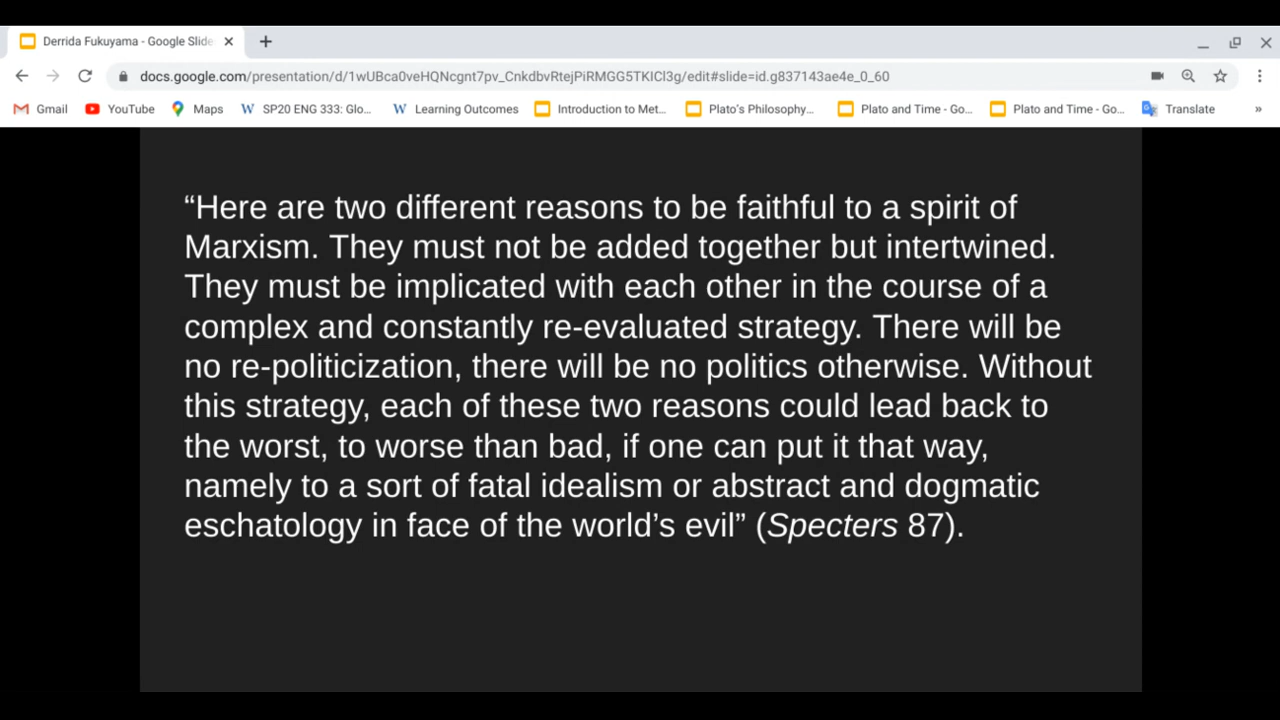 Derrida Fukuyama - Google Slide
docs.google.com/presentation/d/1wUBca0veHQNcgnt7pv_CnkdbvRtejPiRMGG5TKICl3g/edit#slide=id.g837143ae4e_0_60
Gmail YouTube Maps SP20 ENG 333: Glo... Learning Outcomes Introduction to Met... Plato's Philosophy... Plato and Time - Go... Plato and Time - Go... Translate »
“Here are two different reasons to be faithful to a spirit of
Marxism. They must not be added together but intertwined.
They must be implicated with each other in the course of a
complex and constantly re-evaluated strategy. There will be
no re-politicization, there will be no politics otherwise. Without
this strategy, each of these two reasons could lead back to
the worst, to worse than bad, if one can put it that way,
namely to a sort of fatal idealism or abstract and dogmatic
eschatology in face of the world’s evil” (Specters 87).